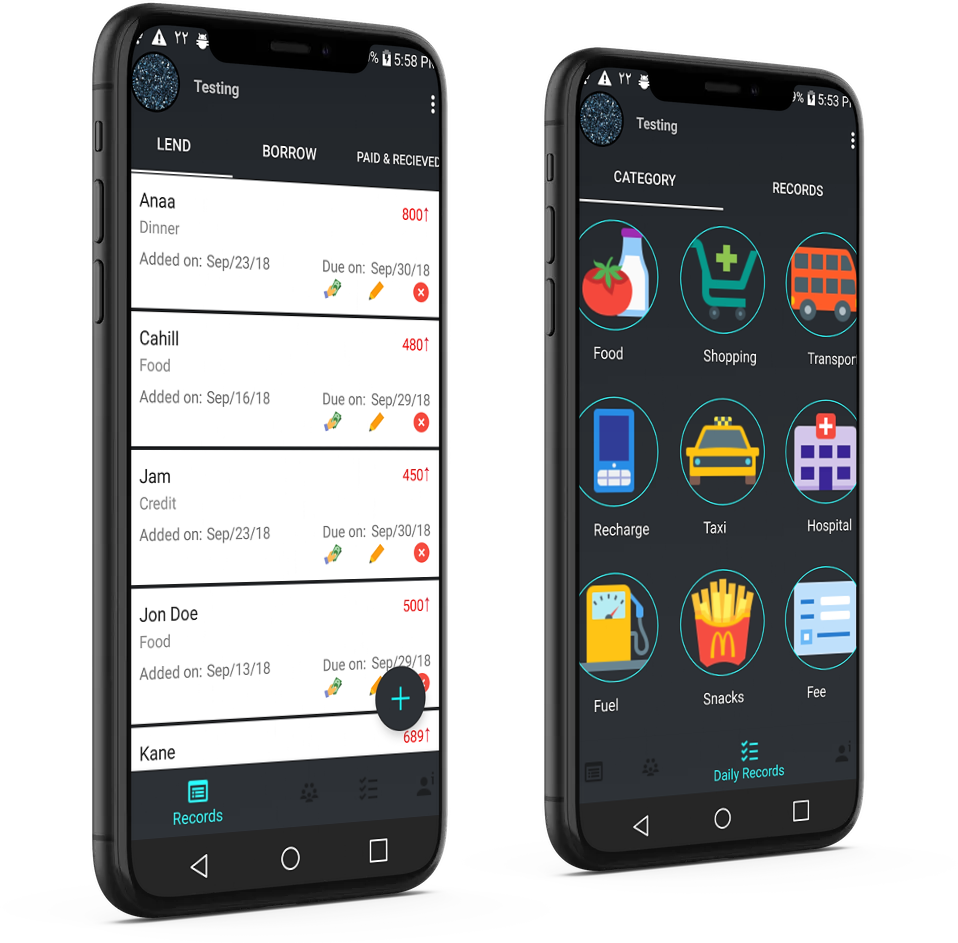 ٢٢
% 5:58 P
Testing
LEND
BORROW
PAID & RECIEVED
Anaa
800↑
Dinner
Added on: Sep/23/18
Due on: Sep/30/18
Cahill
480↑
Food
Added on: Sep/16/18
Due on: Sep/29/18
Jam
450↑
Credit
Added on: Sep/23/18
Due on: Sep/30/18
Jon Doe
500↑
Food
Added on: Sep/13/18
Due on: Sep/29/18
+
Kane
689↑
Records
٢٢
9% 5:53 P
Testing
CATEGORY
RECORDS
Food
Shopping
Transport
Recharge
Taxi
Hospital
Fuel
Snacks
Fee
Daily Records